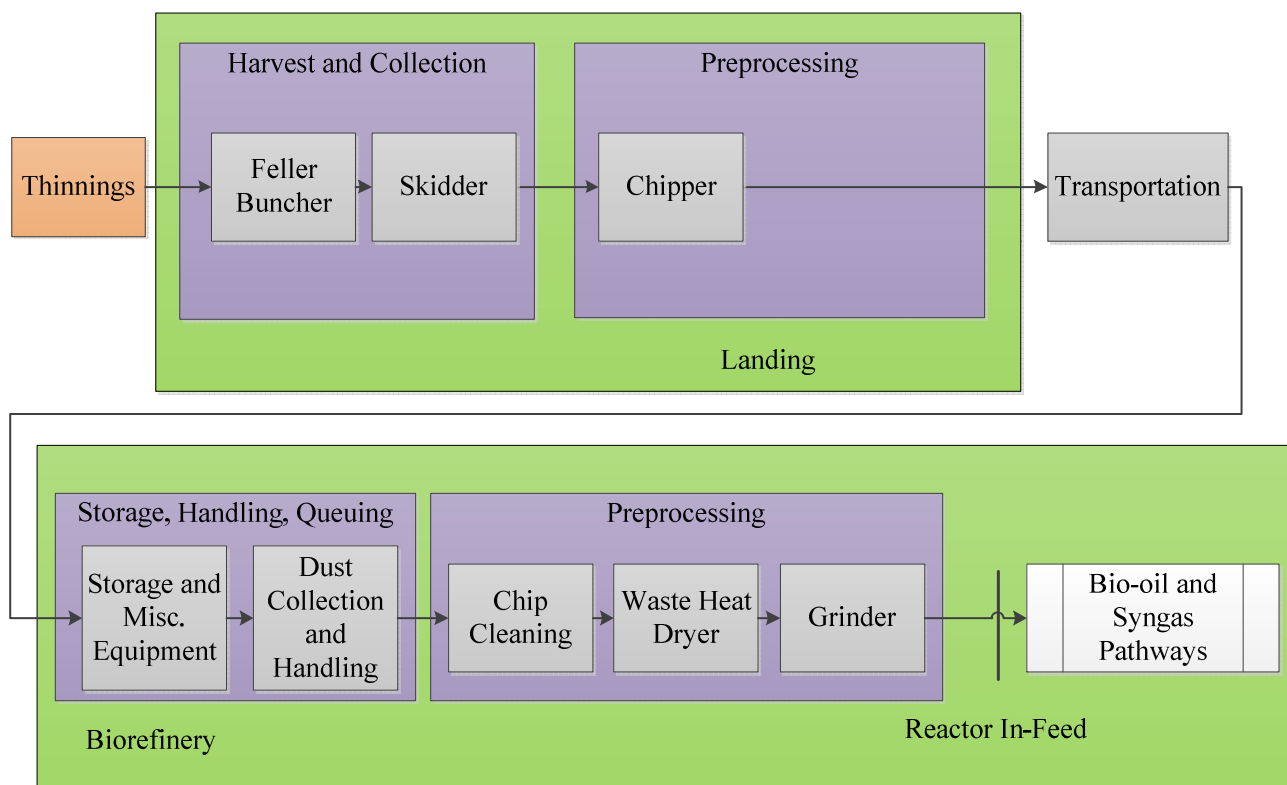 Harvest and Collection
Preprocessing
Thinnings
Feller
Buncher
Skidder
Chipper
Transportation
Landing
Storage, Handling, Queuing
Preprocessing
Storage and
Misc.
Equipment
Dust
Collection
and
Handling
Chip
Cleaning
Waste Heat
Dryer
Grinder
Bio-oil and
Syngas
Pathways
Biorefinery
Reactor In-Feed